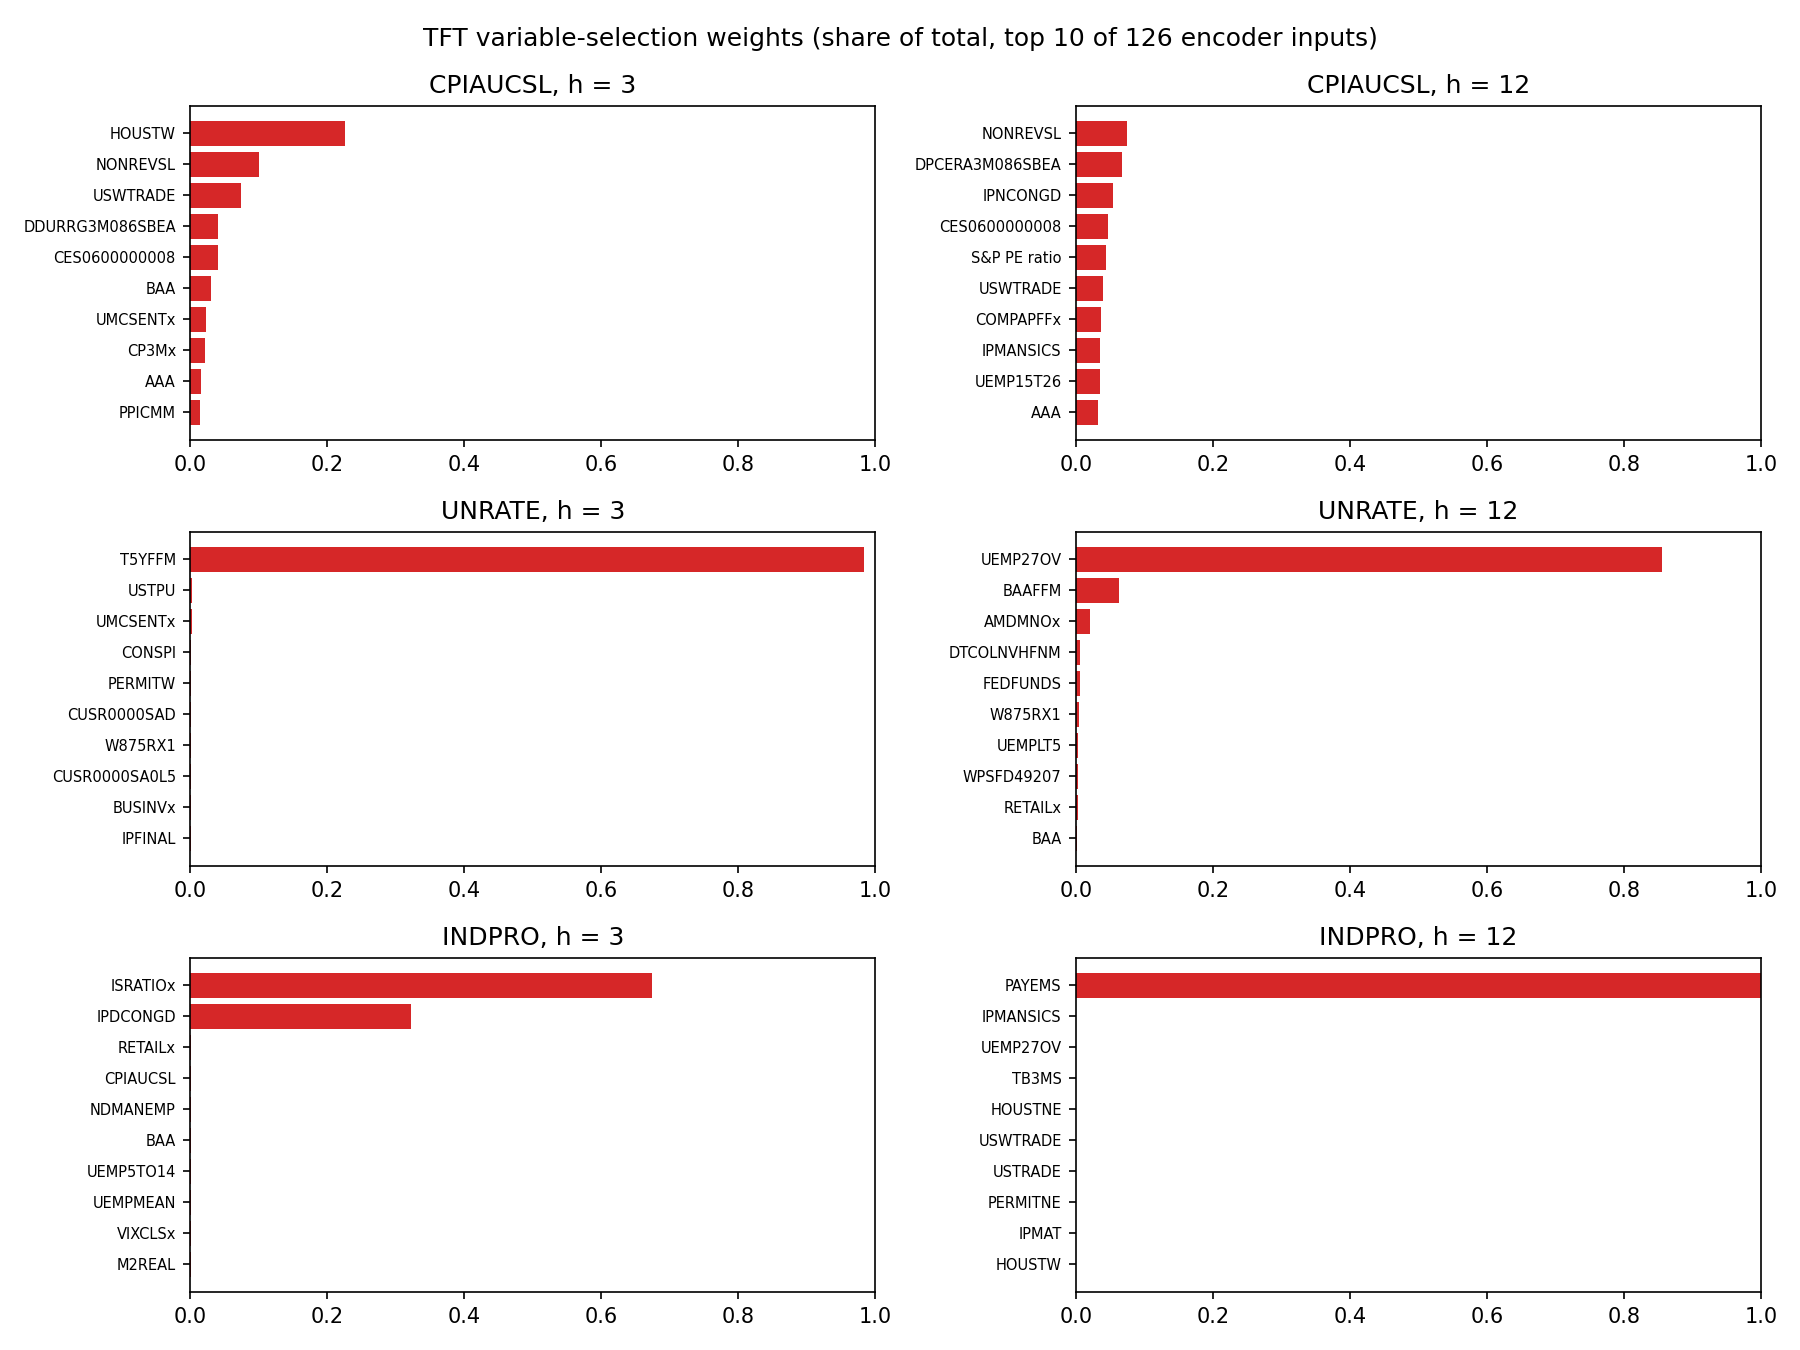 TFT variable-selection weights (share of total, top 10 of 126 encoder inputs)
CPIAUCSL, h = 3
HOUSTW
NONREVSL
USWTRADE
DDURRG3M086SBEA
CES0600000008
BAA
UMCSENTx
CP3Mx
AAA
PPICMM
0.0 0.2 0.4 0.6 0.8 1.0
CPIAUCSL, h = 12
NONREVSL
DPCERA3M086SBEA
IPNCONGD
CES0600000008
S&P PE ratio
USWTRADE
COMPAPFFx
IPMANSICS
UEMP15T26
AAA
0.0 0.2 0.4 0.6 0.8 1.0
UNRATE, h = 3
T5YFFM
USTPU
UMCSENTx
CONSPI
PERMITW
CUSR0000SAD
W875RX1
CUSR0000SA0L5
BUSINVx
IPFINAL
0.0 0.2 0.4 0.6 0.8 1.0
UNRATE, h = 12
UEMP27OV
BAAFFM
AMDMNOx
DTCOLNVHFNM
FEDFUNDS
W875RX1
UEMPLT5
WPSFD49207
RETAILx
BAA
0.0 0.2 0.4 0.6 0.8 1.0
INDPRO, h = 3
ISRATIOx
IPDCONGD
RETAILx
CPIAUCSL
NDMANEMP
BAA
UEMP5TO14
UEMPMEAN
VIXCLSx
M2REAL
0.0 0.2 0.4 0.6 0.8 1.0
INDPRO, h = 12
PAYEMS
IPMANSICS
UEMP27OV
TB3MS
HOUSTNE
USWTRADE
USTRADE
PERMITNE
IPMAT
HOUSTW
0.0 0.2 0.4 0.6 0.8 1.0